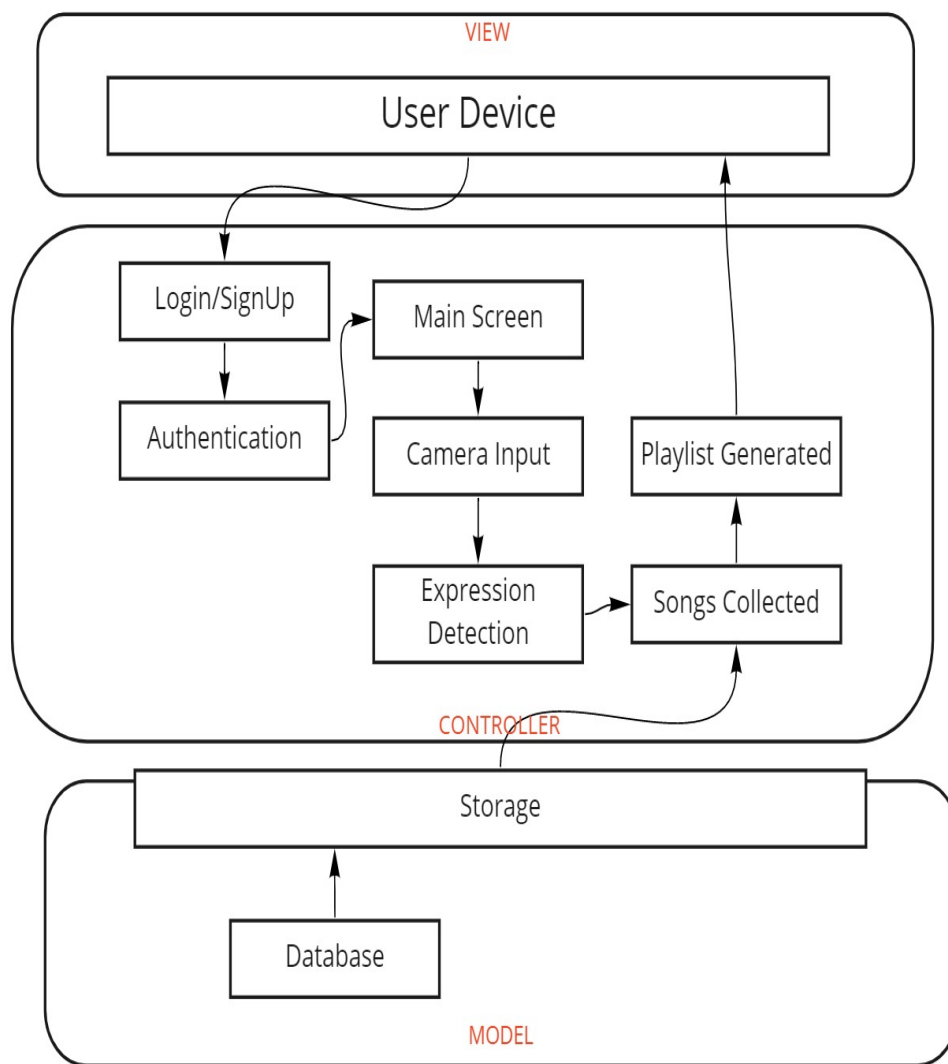 VIEW
User Device
Login/SignUp
Main Screen
Authentication
Camera Input
Playlist Generated
Expression
Detection
Songs Collected
CONTROLLER
Storage
Database
MODEL